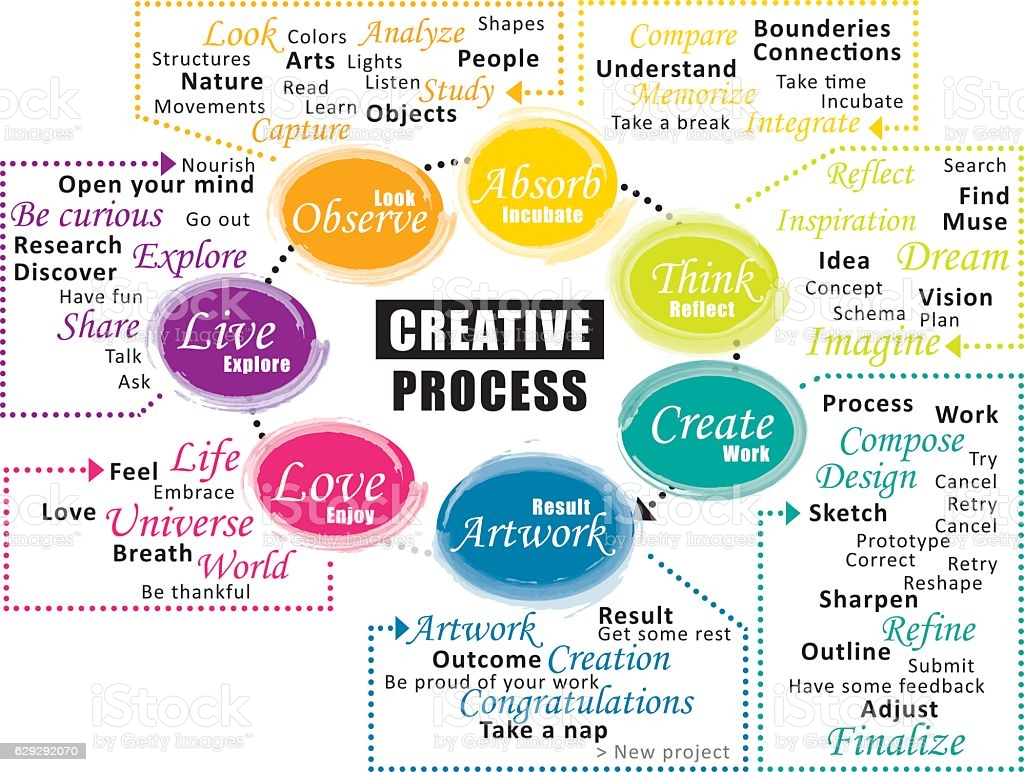 Look Colors Analyze Shapes
Structures Arts Lights People
Nature Read Listen Study
Movements Learn Objects
Capture
Compare Bounderies
Connections
Understand
Memorize Take time
Incubate
Take a break Integrate
Nourish
Open your mind
Be curious Go out
Research
Discover Explore
Have fun
Share
Talk
Ask
Look
Observe
Absorb
Incubate
Think
Reflect
Reflect Search
Find
Inspiration Muse
Idea Dream
Concept Vision
Schema Plan
Imagine
Live
Explore
CREATIVE
PROCESS
Create
Work
Process Work
Compose Try
Design Cancel
Retry
Sketch Cancel
Prototype
Correct Retry
Reshape
Sharpen
Refine
Outline Submit
Have some feedback
Adjust
Finalize
Love
Enjoy
Feel Life
Embrace
Love Universe
Breath World
Be thankful
Result
Artwork
Artwork Result
Get some rest
Outcome Creation
Be proud of your work
Congratulations
Take a nap
> New project
iStock
by Getty Images™
629292070